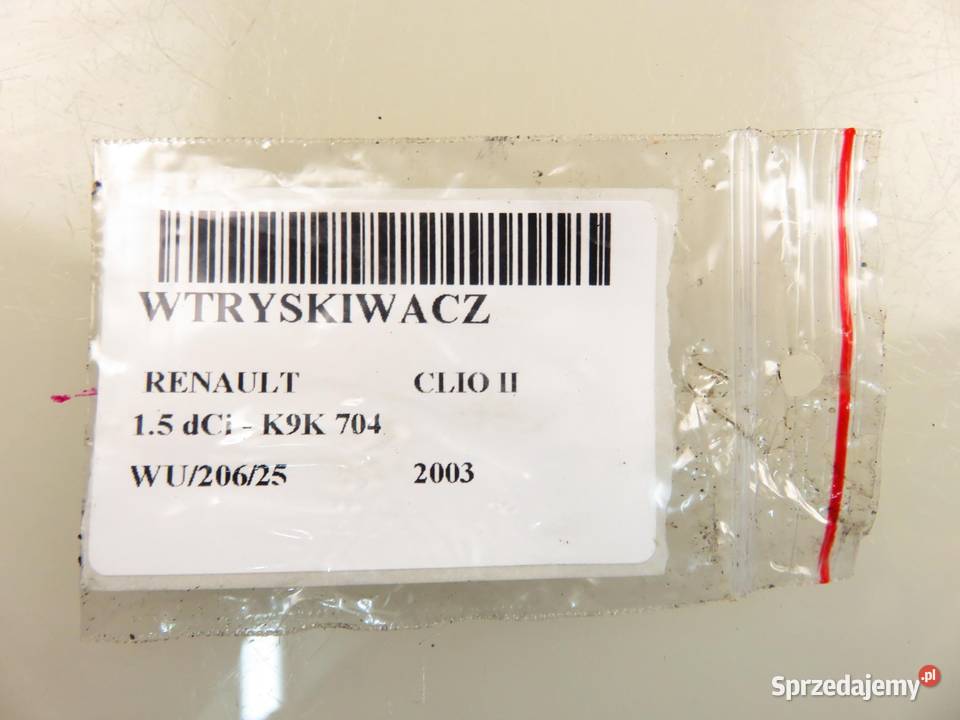 WTRYSKIWACZ
RENAULT CLIO II
1.5 dCi - K9K 704
WU/206/25 2003
Sprzedajemy.pl